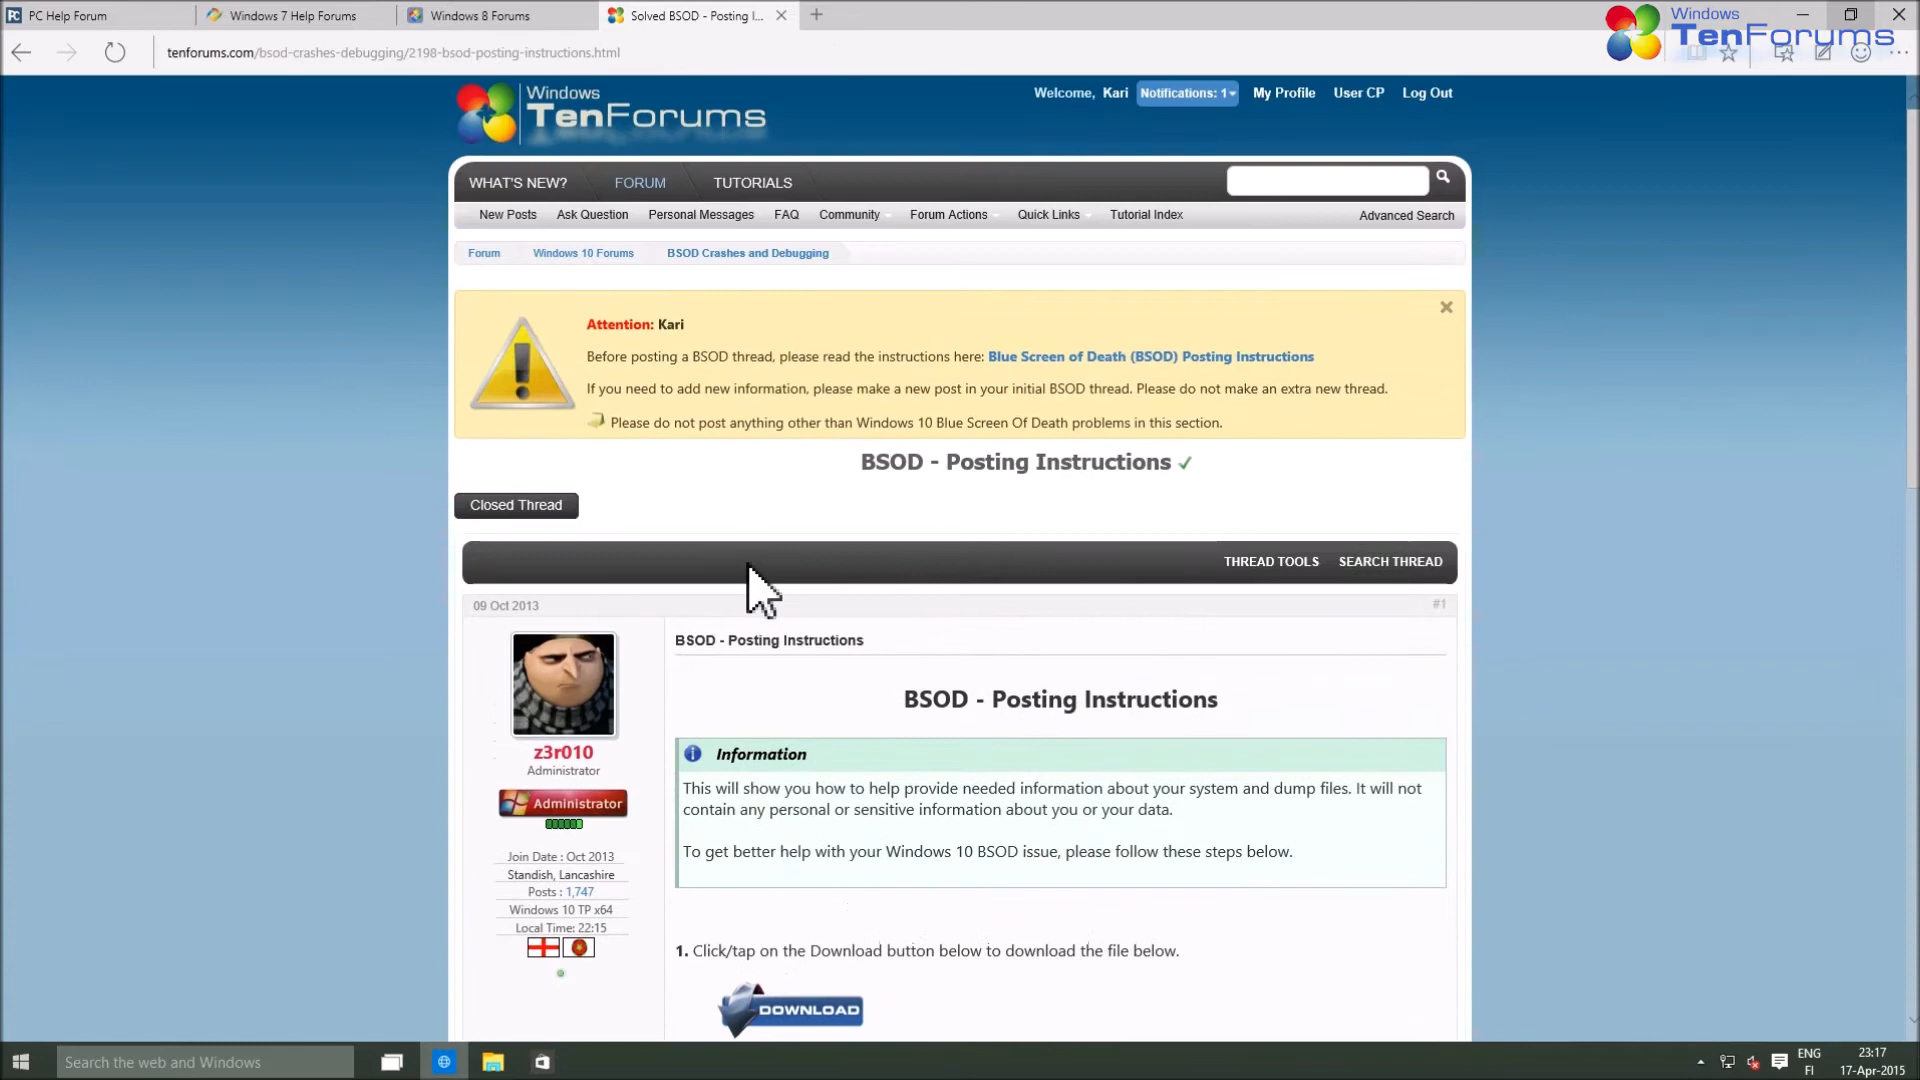 PC Help Forum
Windows 7 Help Forums
Windows 8 Forums
Solved BSOD - Posting I...
Windows
TenForums
tenforums.com/bsod-crashes-debugging/2198-bsod-posting-instructions.html
Windows
TenForums
Welcome, Kari Notifications: 1 My Profile User CP Log Out
WHAT'S NEW? FORUM TUTORIALS
New Posts Ask Question Personal Messages FAQ Community Forum Actions Quick Links Tutorial Index Advanced Search
Forum Windows 10 Forums BSOD Crashes and Debugging
Attention: Kari
Before posting a BSOD thread, please read the instructions here: Blue Screen of Death (BSOD) Posting Instructions
If you need to add new information, please make a new post in your initial BSOD thread. Please do not make an extra new thread.
Please do not post anything other than Windows 10 Blue Screen Of Death problems in this section.
BSOD - Posting Instructions
Closed Thread
THREAD TOOLS SEARCH THREAD
09 Oct 2013 #1
z3r010
Administrator
Administrator
Join Date : Oct 2013
Standish, Lancashire
Posts : 1,747
Windows 10 TP x64
Local Time: 22:15
BSOD - Posting Instructions
BSOD - Posting Instructions
Information
This will show you how to help provide needed information about your system and dump files. It will not
contain any personal or sensitive information about you or your data.
To get better help with your Windows 10 BSOD issue, please follow these steps below.
1. Click/tap on the Download button below to download the file below.
DOWNLOAD
Search the web and Windows
ENG
FI
23:17
17-Apr-2015